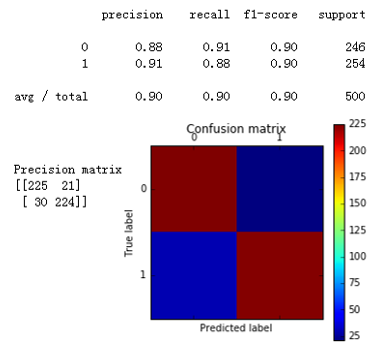 precision recall f1-score support
0 0.88 0.91 0.90 246
1 0.91 0.88 0.90 254
avg / total 0.90 0.90 0.90 500
Precision matrix
[[225 21]
[ 30 224]]
Confusion matrix
0 1
0
1
True label
Predicted label
225
200
175
150
125
100
75
50
25